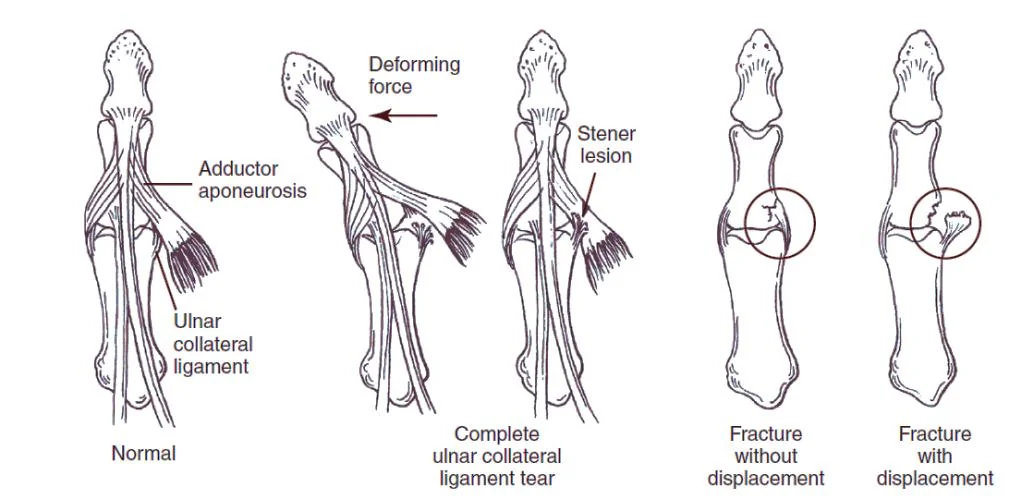 Deforming
force
Adductor
aponeurosis
Stener
lesion
Ulnar
collateral
ligament
Normal
Complete
ulnar collateral
ligament tear
Fracture
without
displacement
Fracture
with
displacement